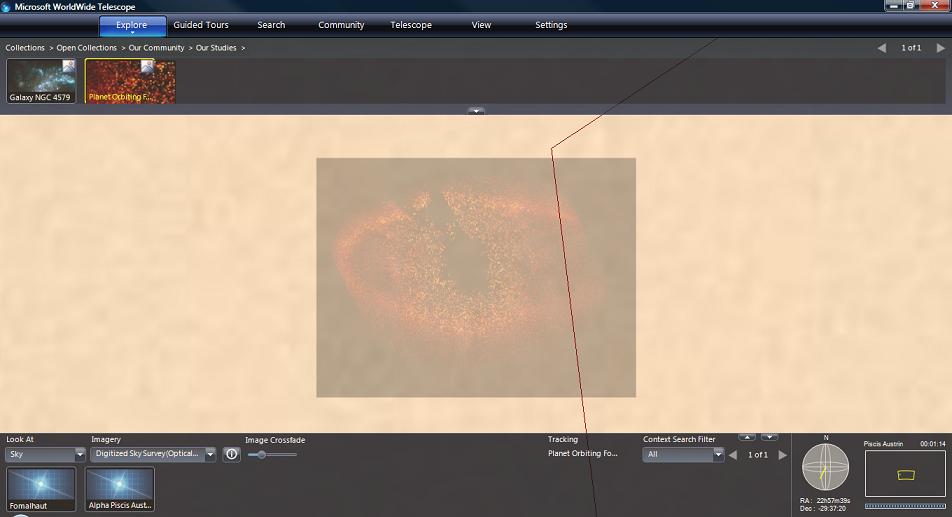 Microsoft WorldWide Telescope
Explore Guided Tours Search Community Telescope View Settings
Collections > Open Collections > Our Community > Our Studies >
1 of 1
Galaxy NGC 4579
Planet Orbiting F...
Look At
Imagery
Image Crossfade
Tracking
Context Search Filter
Sky
Digitized Sky Survey(Optical...
Planet Orbiting Fo...
All
1 of 1
Fomalhaut
Alpha Piscis Aust...
N
RA : 22h57m39s
Dec : -29:37:20
Piscis Austrin 00:01:14